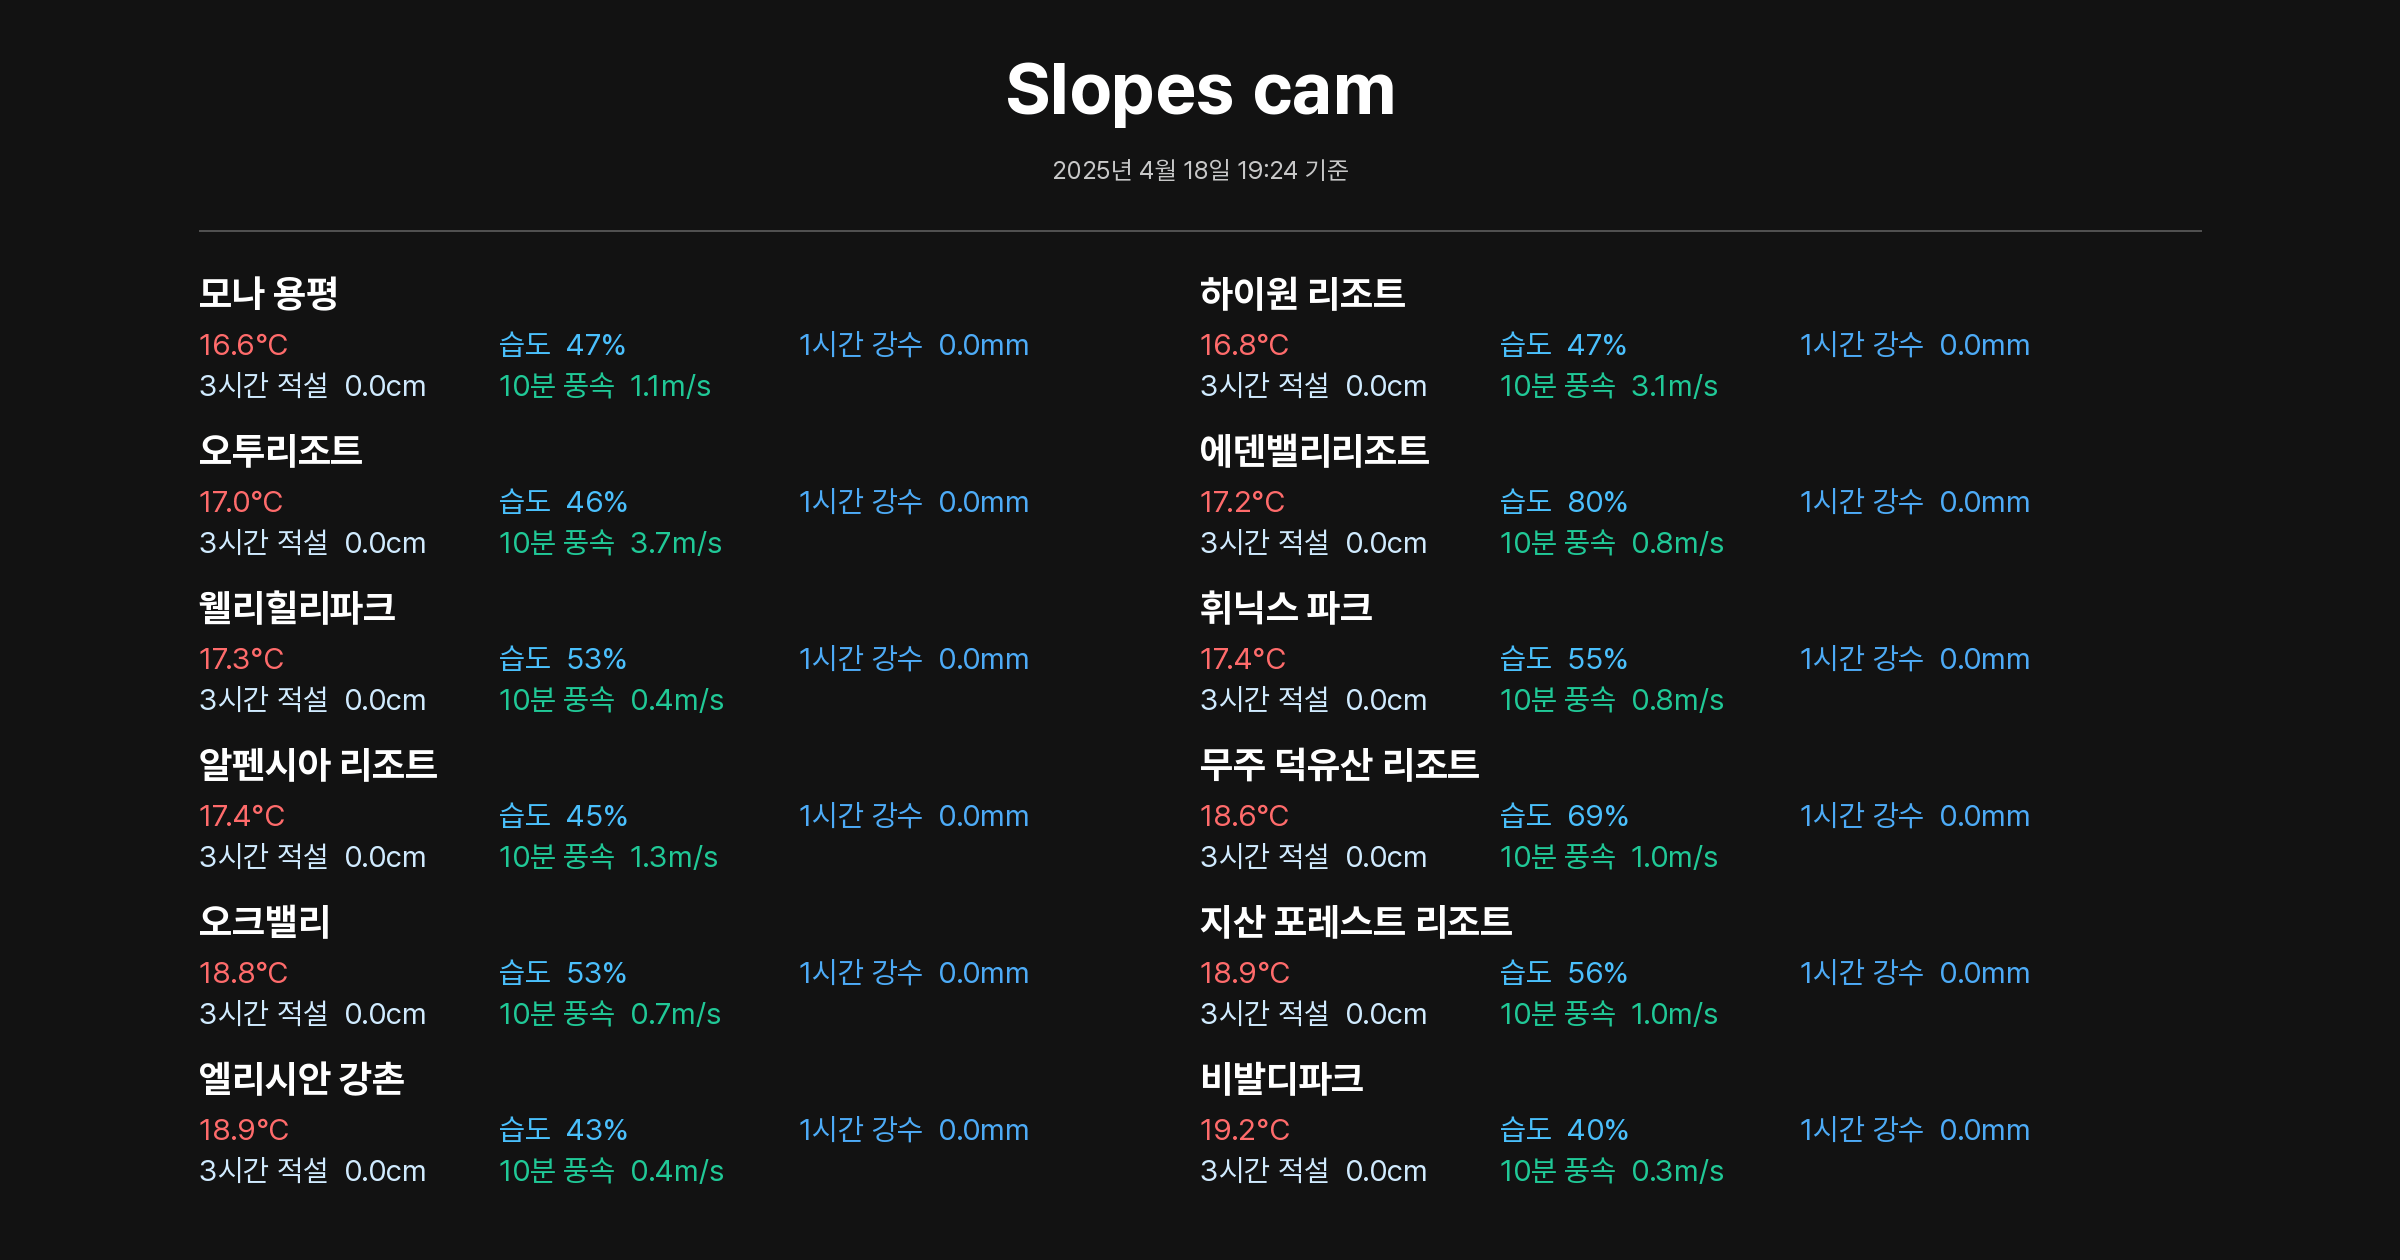 Slopes cam
2025년 4월 18일 19:24 기준
모나 용평
16.6°C 습도 47% 1시간 강수 0.0mm
3시간 적설 0.0cm 10분 풍속 1.1m/s
하이원 리조트
16.8°C 습도 47% 1시간 강수 0.0mm
3시간 적설 0.0cm 10분 풍속 3.1m/s
오투리조트
17.0°C 습도 46% 1시간 강수 0.0mm
3시간 적설 0.0cm 10분 풍속 3.7m/s
에덴밸리리조트
17.2°C 습도 80% 1시간 강수 0.0mm
3시간 적설 0.0cm 10분 풍속 0.8m/s
웰리힐리파크
17.3°C 습도 53% 1시간 강수 0.0mm
3시간 적설 0.0cm 10분 풍속 0.4m/s
휘닉스 파크
17.4°C 습도 55% 1시간 강수 0.0mm
3시간 적설 0.0cm 10분 풍속 0.8m/s
알펜시아 리조트
17.4°C 습도 45% 1시간 강수 0.0mm
3시간 적설 0.0cm 10분 풍속 1.3m/s
무주 덕유산 리조트
18.6°C 습도 69% 1시간 강수 0.0mm
3시간 적설 0.0cm 10분 풍속 1.0m/s
오크밸리
18.8°C 습도 53% 1시간 강수 0.0mm
3시간 적설 0.0cm 10분 풍속 0.7m/s
지산 포레스트 리조트
18.9°C 습도 56% 1시간 강수 0.0mm
3시간 적설 0.0cm 10분 풍속 1.0m/s
엘리시안 강촌
18.9°C 습도 43% 1시간 강수 0.0mm
3시간 적설 0.0cm 10분 풍속 0.4m/s
비발디파크
19.2°C 습도 40% 1시간 강수 0.0mm
3시간 적설 0.0cm 10분 풍속 0.3m/s